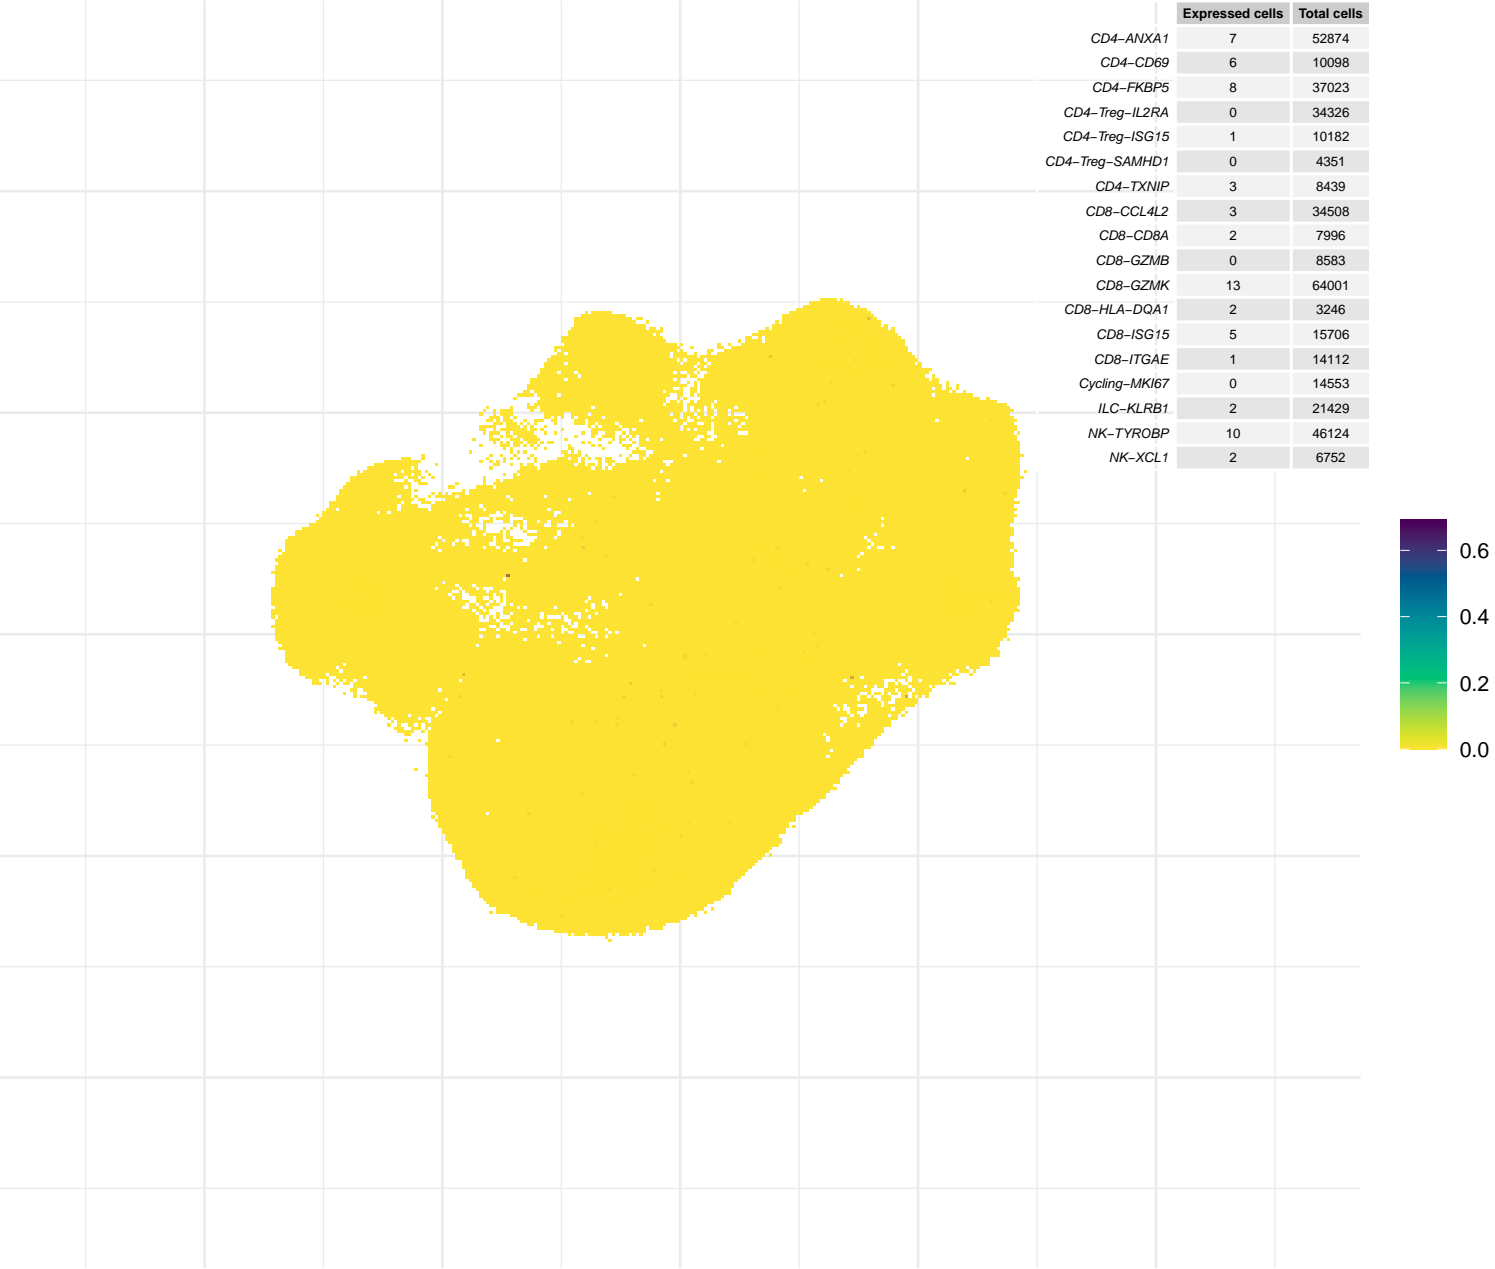 Expressed cells Total cells
CD4−ANXA1 7 52874
CD4−CD69 6 10098
CD4−FKBP5 8 37023
CD4−Treg−IL2RA 0 34326
CD4−Treg−ISG15 1 10182
CD4−Treg−SAMHD1 0 4351
CD4−TXNIP 3 8439
CD8−CCL4L2 3 34508
CD8−CD8A 2 7996
CD8−GZMB 0 8583
CD8−GZMK 13 64001
CD8−HLA−DQA1 2 3246
CD8−ISG15 5 15706
CD8−ITGAE 1 14112
Cycling−MKI67 0 14553
ILC−KLRB1 2 21429
NK−TYROBP 10 46124
NK−XCL1 2 6752
0.6
0.4
0.2
0.0